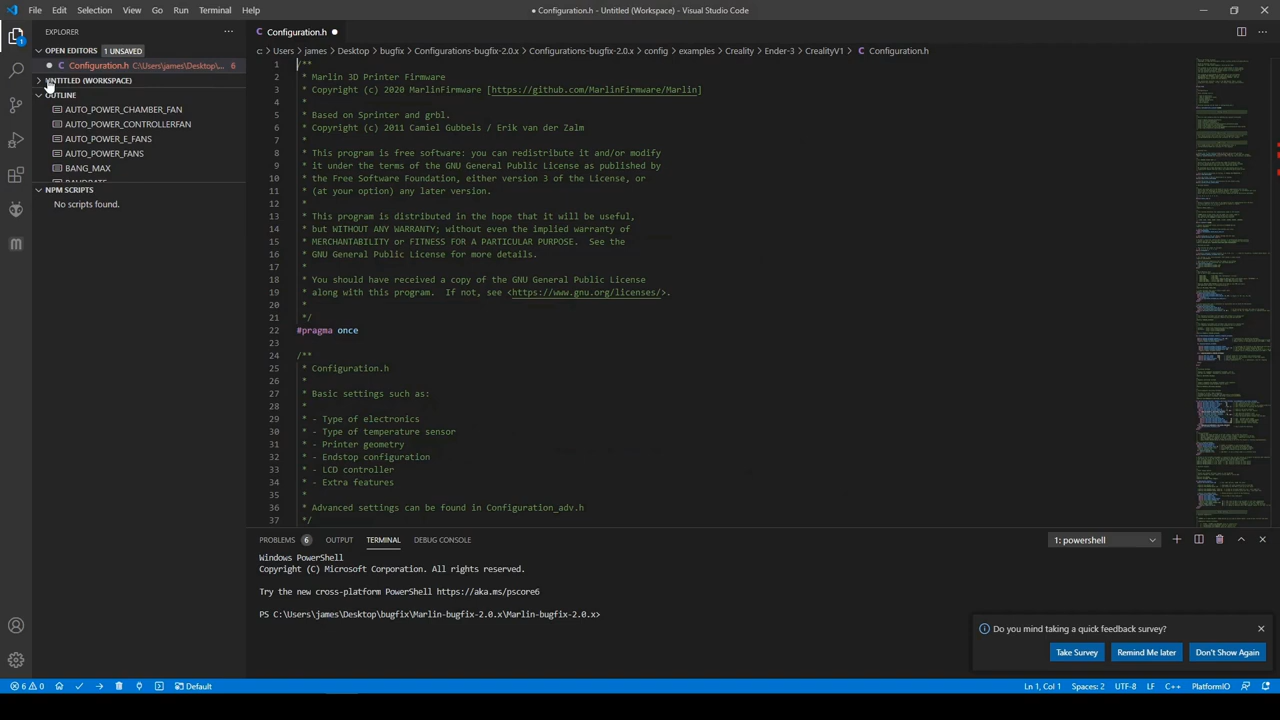 File Edit Selection View Go Run Terminal Help
● Configuration.h - Untitled (Workspace) - Visual Studio Code
EXPLORER
OPEN EDITORS 1 UNSAVED
C Configuration.h C:\Users\james\Desktop\... 6
UNTITLED (WORKSPACE)
OUTLINE
AUTO_POWER_CHAMBER_FAN
AUTO_POWER_CONTROLLERFAN
AUTO_POWER_E_FANS
AUTO_POWER_FANS
BANG_MAX
NPM SCRIPTS
No scripts found.
C Configuration.h ●
c: > Users > james > Desktop > bugfix > Configurations-bugfix-2.0.x > Configurations-bugfix-2.0.x > config > examples > Creality > Ender-3 > CrealityV1 > C Configuration.h
1 /**
2 * Marlin 3D Printer Firmware
3 * Copyright (c) 2020 MarlinFirmware [https://github.com/MarlinFirmware/Marlin]
4 *
5 * Based on Sprinter and grbl.
6 * Copyright (c) 2011 Camiel Gubbels / Erik van der Zalm
7 *
8 * This program is free software: you can redistribute it and/or modify
9 * it under the terms of the GNU General Public License as published by
10 * the Free Software Foundation, either version 3 of the License, or
11 * (at your option) any later version.
12 *
13 * This program is distributed in the hope that it will be useful,
14 * but WITHOUT ANY WARRANTY; without even the implied warranty of
15 * MERCHANTABILITY or FITNESS FOR A PARTICULAR PURPOSE. See the
16 * GNU General Public License for more details.
17 *
18 * You should have received a copy of the GNU General Public License
19 * along with this program. If not, see <https://www.gnu.org/licenses/>.
20 *
21 */
22 #pragma once
23
24 /**
25 * Configuration.h
26 *
27 * Basic settings such as:
28 *
29 * - Type of electronics
30 * - Type of temperature sensor
31 * - Printer geometry
32 * - Endstop configuration
33 * - LCD controller
34 * - Extra features
35 *
36 * Advanced settings can be found in Configuration_adv.h
37 */
PROBLEMS 6 OUTPUT TERMINAL DEBUG CONSOLE
1: powershell
Windows PowerShell
Copyright (C) Microsoft Corporation. All rights reserved.
Try the new cross-platform PowerShell https://aka.ms/pscore6
PS C:\Users\james\Desktop\bugfix\Marlin-bugfix-2.0.x\Marlin-bugfix-2.0.x>
Do you mind taking a quick feedback survey?
Take Survey Remind Me later Don't Show Again
6 0 Default
Ln 1, Col 1 Spaces: 2 UTF-8 LF C++ PlatformIO